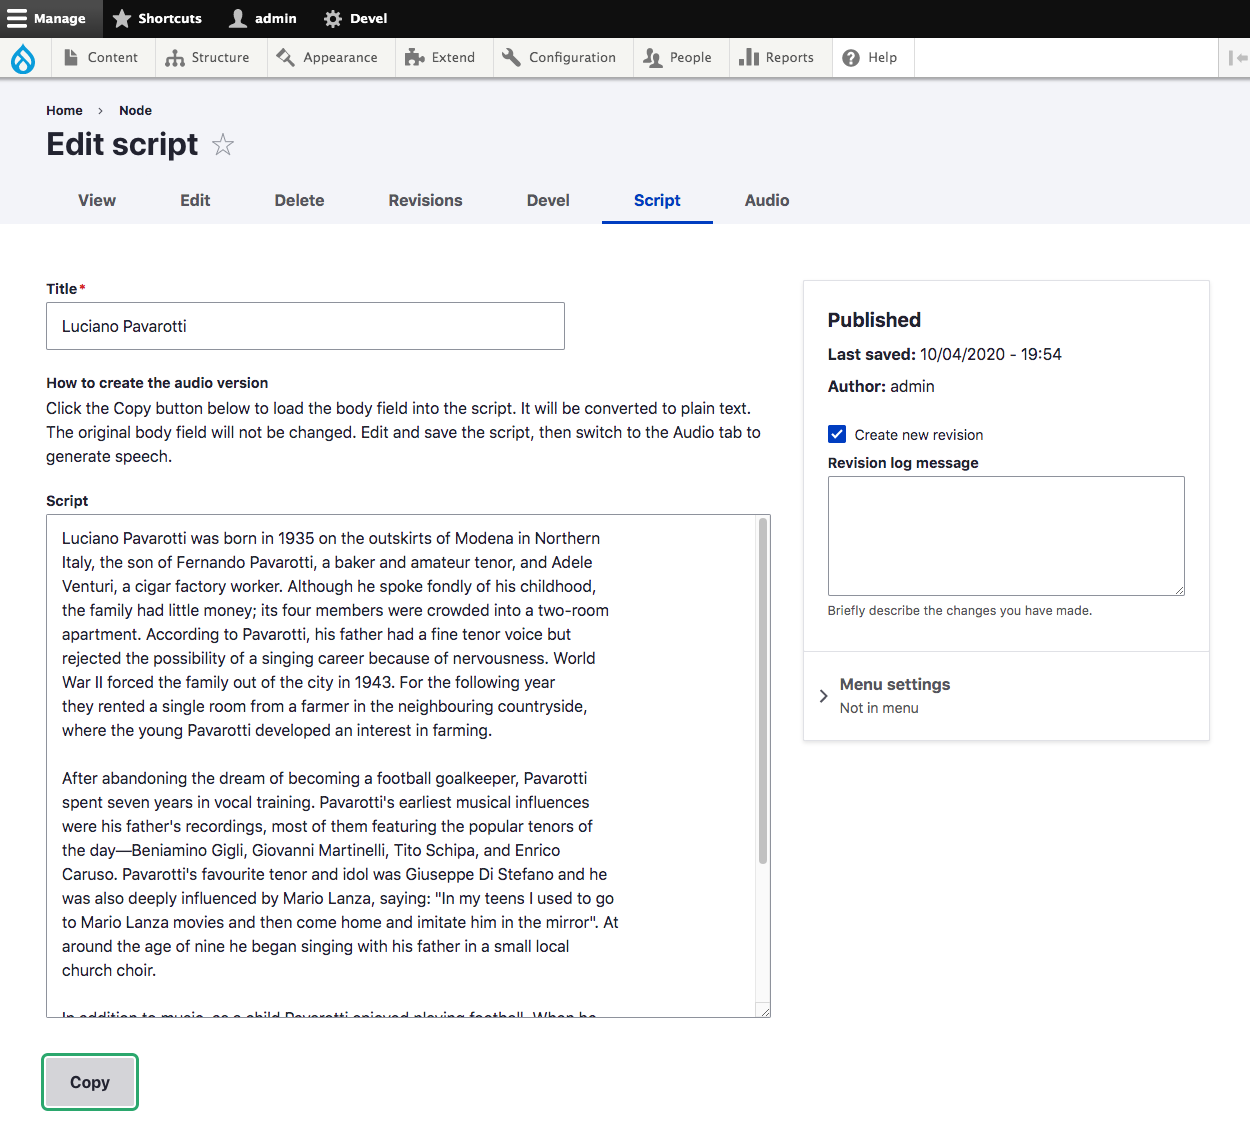 Manage Shortcuts admin Devel
Content Structure Appearance Extend Configuration People Reports Help
Home › Node
Edit script
View Edit Delete Revisions Devel Script Audio
Title*
Luciano Pavarotti
How to create the audio version
Click the Copy button below to load the body field into the script. It will be converted to plain text.
The original body field will not be changed. Edit and save the script, then switch to the Audio tab to
generate speech.
Script
Luciano Pavarotti was born in 1935 on the outskirts of Modena in Northern
Italy, the son of Fernando Pavarotti, a baker and amateur tenor, and Adele
Venturi, a cigar factory worker. Although he spoke fondly of his childhood,
the family had little money; its four members were crowded into a two-room
apartment. According to Pavarotti, his father had a fine tenor voice but
rejected the possibility of a singing career because of nervousness. World
War II forced the family out of the city in 1943. For the following year
they rented a single room from a farmer in the neighbouring countryside,
where the young Pavarotti developed an interest in farming.
After abandoning the dream of becoming a football goalkeeper, Pavarotti
spent seven years in vocal training. Pavarotti's earliest musical influences
were his father's recordings, most of them featuring the popular tenors of
the day—Beniamino Gigli, Giovanni Martinelli, Tito Schipa, and Enrico
Caruso. Pavarotti's favourite tenor and idol was Giuseppe Di Stefano and he
was also deeply influenced by Mario Lanza, saying: "In my teens I used to go
to Mario Lanza movies and then come home and imitate him in the mirror". At
around the age of nine he began singing with his father in a small local
church choir.
In addition to music, as a child Pavarotti enjoyed playing football. When he
Copy
Published
Last saved: 10/04/2020 - 19:54
Author: admin
Create new revision
Revision log message
Briefly describe the changes you have made.
Menu settings
Not in menu